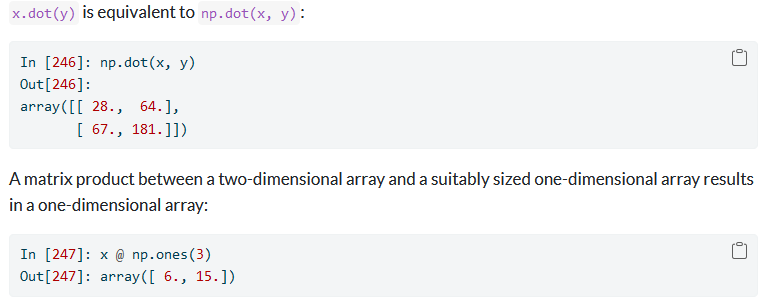 x.dot(y) is equivalent to np.dot(x, y):
In [246]: np.dot(x, y)
Out[246]:
array([[ 28.,  64.],
       [ 67., 181.]])
A matrix product between a two-dimensional array and a suitably sized one-dimensional array results
in a one-dimensional array:
In [247]: x @ np.ones(3)
Out[247]: array([ 6., 15.])